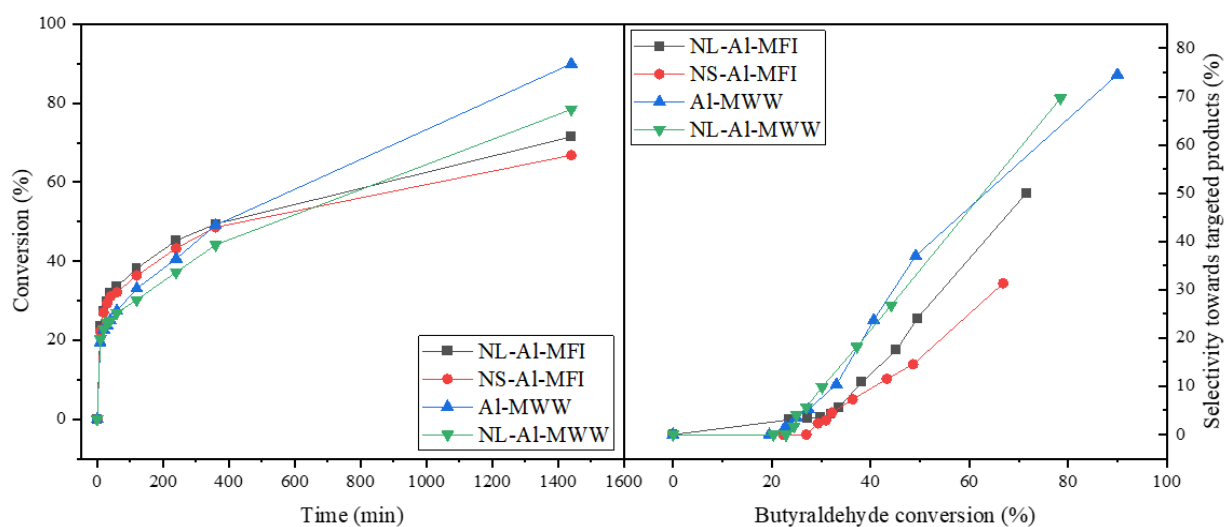 Conversion (%)
100
80
60
40
20
0
NL-Al-MFI
NS-Al-MFI
Al-MWW
NL-Al-MWW
0
200
400
600
800
1000
1200
1400
1600
Time (min)
NL-Al-MFI
NS-Al-MFI
Al-MWW
NL-Al-MWW
0
20
40
60
80
100
Butyraldehyde conversion (%)
80
70
60
50
40
30
20
10
0
Selectivity towards targeted products (%)